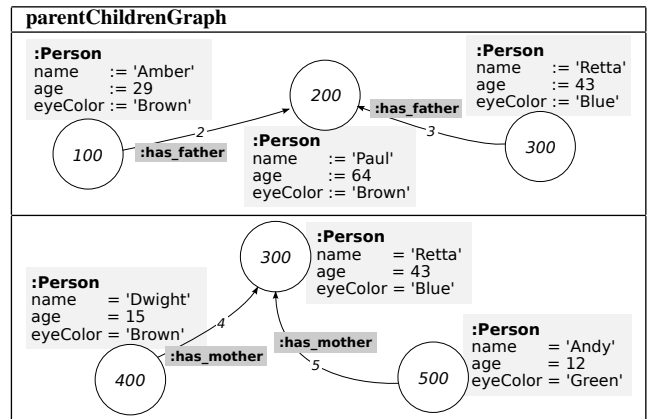 parentChildrenGraph
:Person
name := 'Amber'
age := 29
eyeColor := 'Brown'
:Person
name := 'Retta'
age := 43
eyeColor := 'Blue'
200
:has_father
2
3
100
:has_father
300
:Person
name := 'Paul'
age := 64
eyeColor := 'Brown'
:Person
name = 'Retta'
age = 43
eyeColor = 'Blue'
300
:Person
name = 'Dwight'
age = 15
eyeColor = 'Brown'
4
:has_mother
:has_mother
5
:Person
name = 'Andy'
age = 12
eyeColor = 'Green'
400
500